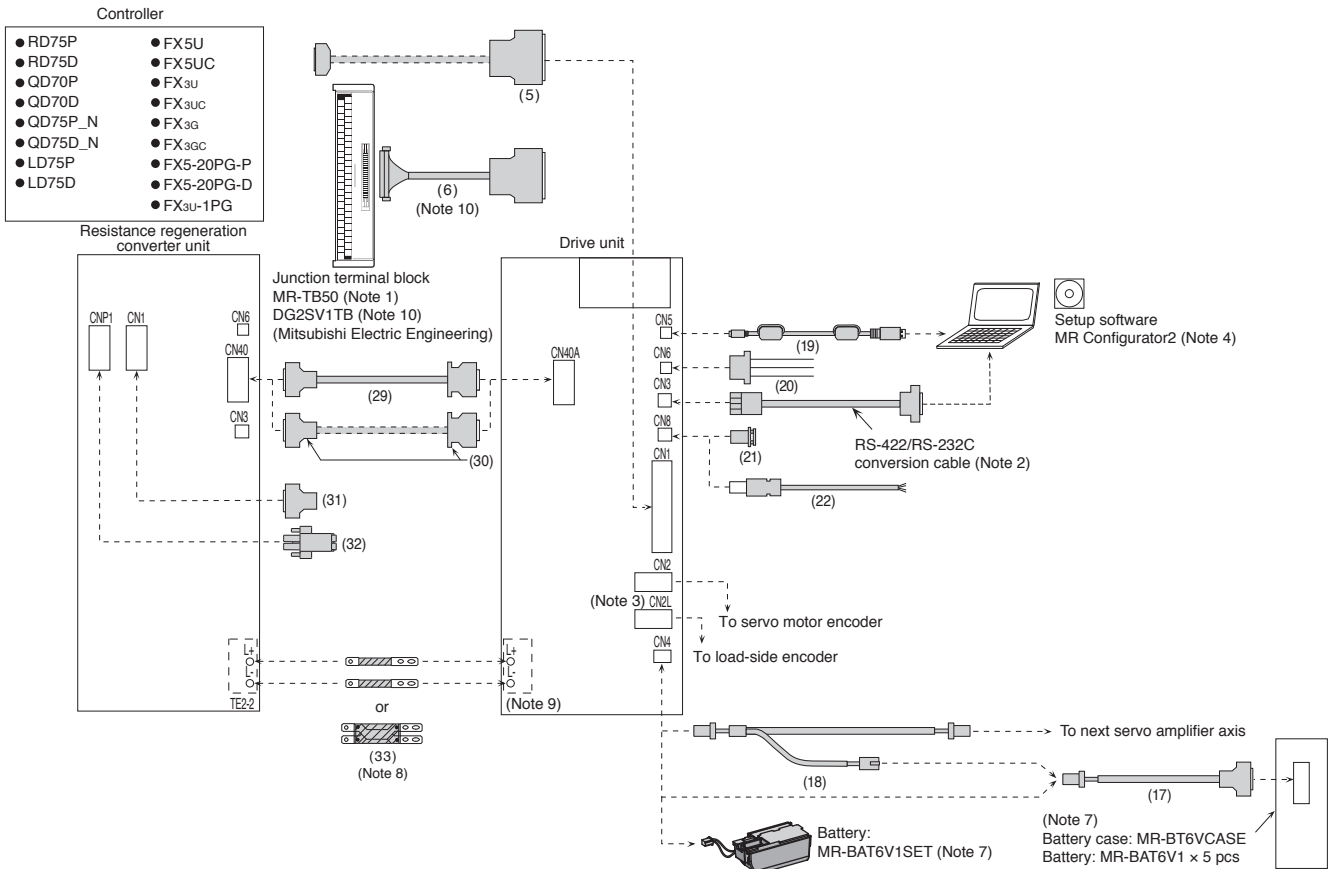 Controller
● RD75P
● RD75D
● QD70P
● QD70D
● QD75P_N
● QD75D_N
● LD75P
● LD75D
● FX5U
● FX5UC
● FX3U
● FX3UC
● FX3G
● FX3GC
● FX5-20PG-P
● FX5-20PG-D
● FX3U-1PG
(5)
(6)
(Note 10)
Resistance regeneration
converter unit
Junction terminal block
MR-TB50 (Note 1)
DG2SV1TB (Note 10)
(Mitsubishi Electric Engineering)
Drive unit
CNP1
CN1
CN6
CN40
CN3
(29)
(30)
(31)
(32)
CN40A
CN5
CN6
CN3
CN8
CN1
CN2
(Note 3)
CN2L
CN4
(19)
(20)
(21)
(22)
Setup software
MR Configurator2 (Note 4)
RS-422/RS-232C
conversion cable (Note 2)
To servo motor encoder
To load-side encoder
L+
L-
TE2-2
or
(33)
(Note 8)
L+
L-
(Note 9)
To next servo amplifier axis
(18)
(17)
Battery:
MR-BAT6V1SET (Note 7)
(Note 7)
Battery case: MR-BT6VCASE
Battery: MR-BAT6V1 × 5 pcs